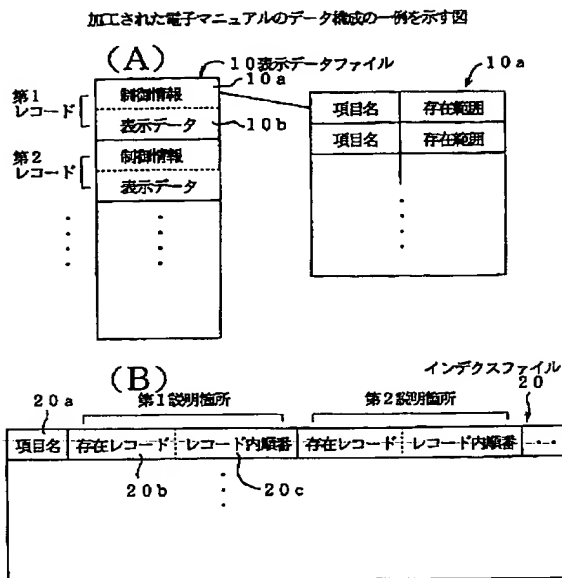 加工された電子マニュアルのデータ構成の一例を示す図
(A)
10表示データファイル
10a
第1
レコード
制御情報
表示データ
10b
第2
レコード
制御情報
表示データ
10a
項目名 存在範囲
項目名 存在範囲
(B)
インデクスファイル
20
20a
第1説明箇所
第2説明箇所
項目名 存在レコード レコード内順番 存在レコード レコード内順番 ・・・
20b
20c